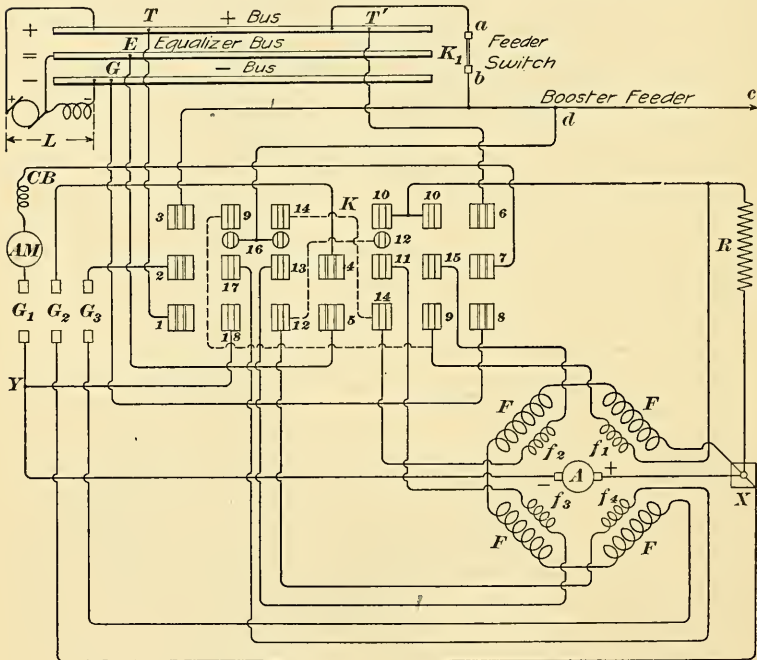 T + Bus T' a
+ E Equalizer Bus Feeder
= K1 Switch
- G - Bus b
Booster Feeder c
+ - d
L
CB
3 9 14 K 10 10 6
16 12 R
AM
2 17 13 4 11 15 7
G1 G2 G3
1 18 12 5 14 9 8
Y
F F
f2 f1
- A + X
f3 f4
F F